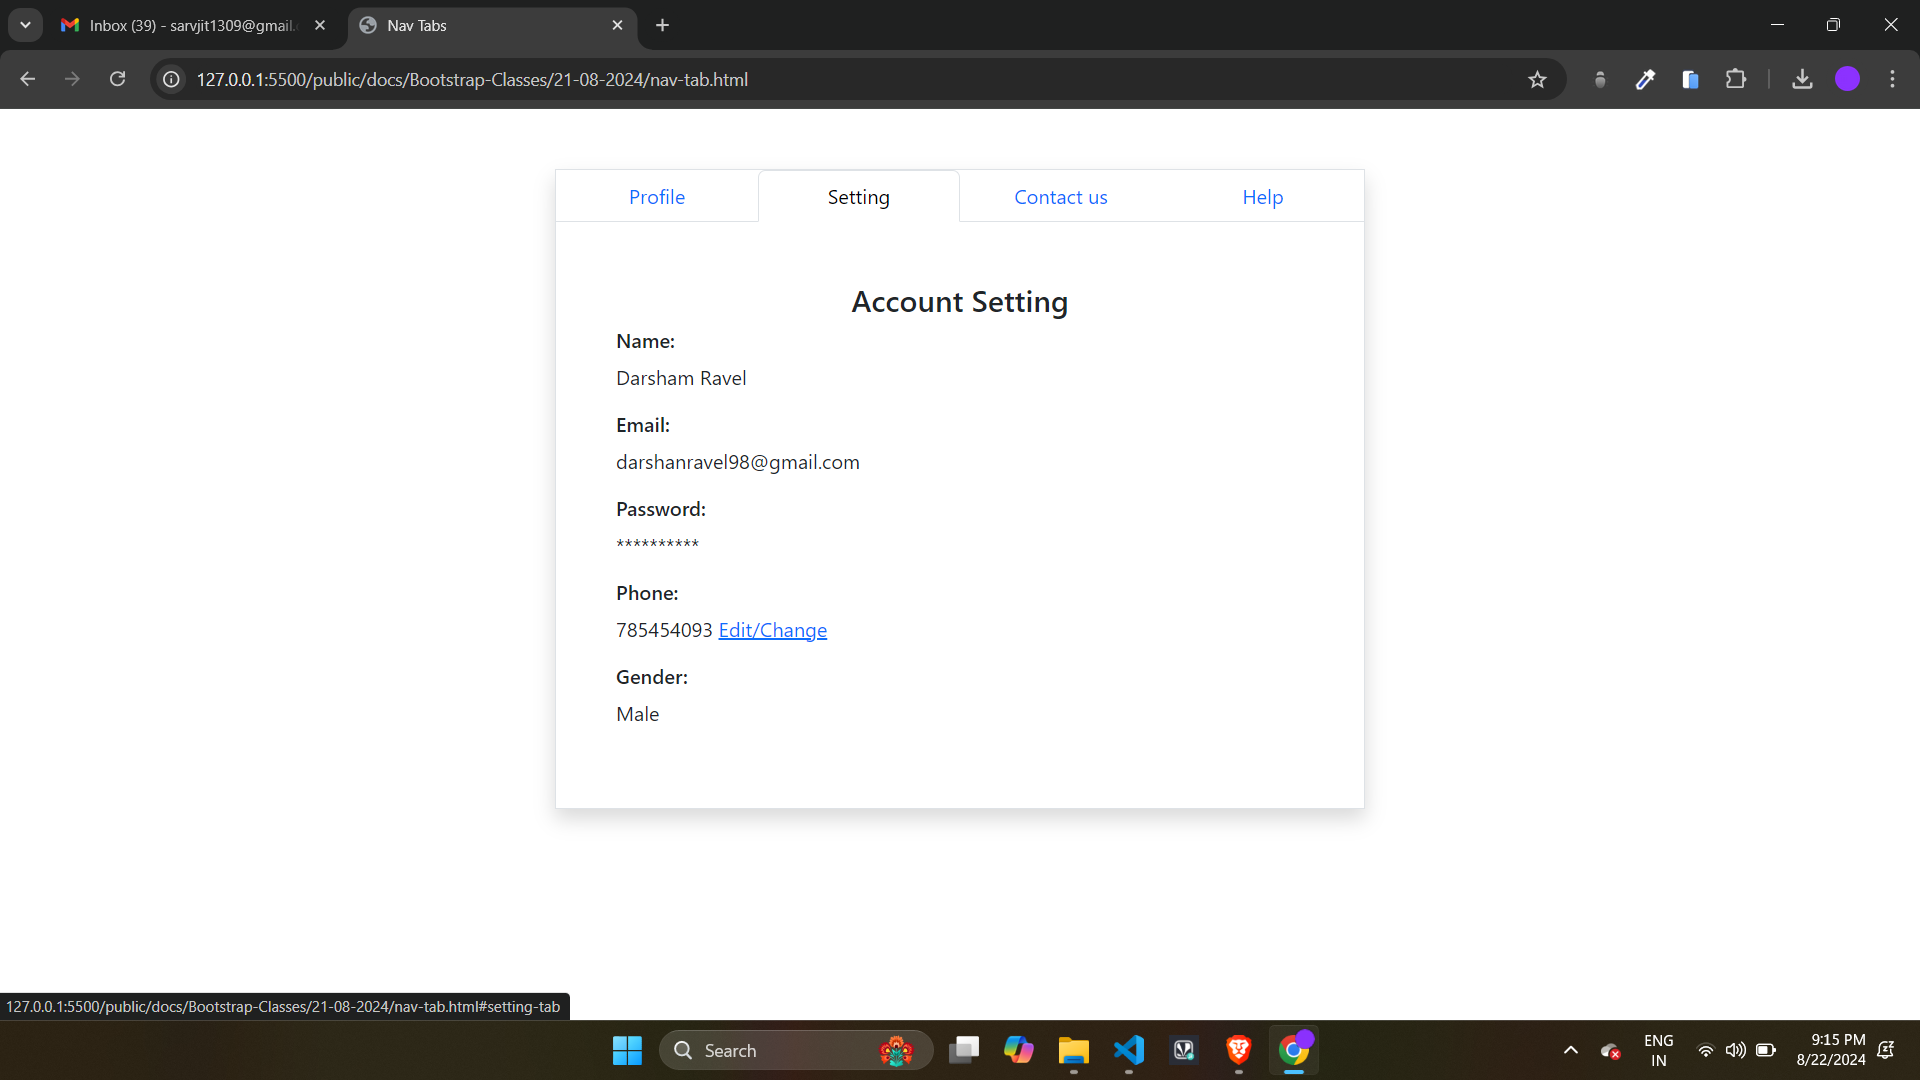 Inbox (39) - sarvjit1309@gmail.
Nav Tabs
127.0.0.1:5500/public/docs/Bootstrap-Classes/21-08-2024/nav-tab.html
Profile
Setting
Contact us
Help
Account Setting
Name:
Darsham Ravel
Email:
darshanravel98@gmail.com
Password:
**********
Phone:
785454093 Edit/Change
Gender:
Male
127.0.0.1:5500/public/docs/Bootstrap-Classes/21-08-2024/nav-tab.html#setting-tab
Search
ENG
IN
9:15 PM
8/22/2024